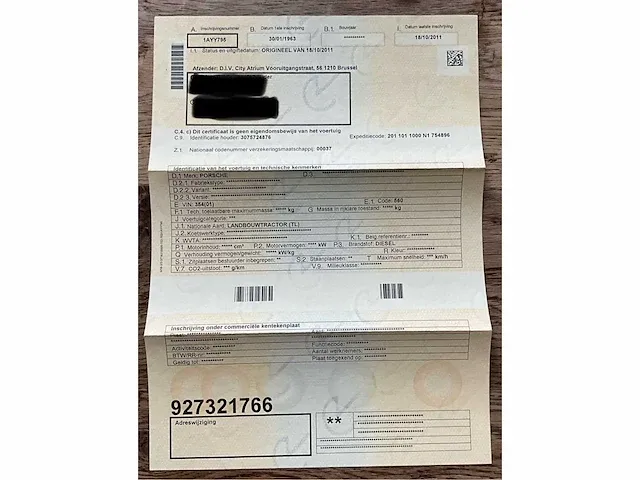 A. Inschrijvingsnummer B. Datum 1ste inschrijving B.1 Bouwjaar I. Datum laatste inschrijving
1AYY796 30/01/1963 ********** 18/10/2011
I.1. Status en uitgiftedatum: ORIGINEEL VAN 18/10/2011
Afzender: D.I.V. City Atrium Vooruitgangstraat, 56 1210 Brussel
C.4. c) Dit certificaat is geen eigendomsbewijs van het voertuig
C.9. Identificatie houder: 3075724876 Expeditiecode: 201 101 1000 N1 754896
Z.1. Nationaal codenummer verzekeringsmaatschappij: 00037
Identificatie van het voertuig en technische kenmerken
D.1 Merk: PORSCHE D.3.
D.2.1. Fabriekstype:
D.2.2. Variant:
D.2.3. Versie:
E VIN: 354(01) E.1 Code: 560
F.1 Tech. toelaatbare maximummassa: ***** kg G Massa in rijklare toestand: ***** kg
J Voertuigcategorie: ***
J.1. Nationale Aard: LANDBOUWTRACTOR (TL)
J.2. Koetswerktype:
K. WVTA: K.1. Belg referentienr:
P.1 Motorinhoud: ***** cm³ P.2. Motorvermogen: **** kW P.3. Brandstof: DIESEL
Q Verhouding vermogen/gewicht: ***** kW/kg R Kleur:
S.1. Zitplaatsen bestuurder inbegrepen: ** S.2. Staanplaatsen: ** T Maximum snelheid: *** km/h
V.7 CO2-uitstoot: *** g/km V.9. Milieuklasse:
Inschrijving onder commerciële kentekenplaat
Activiteitscode: Functiecode:
BTW/RR-nr: Aantal werknemers:
Geldig tot: Plaat toegekend op:
927321766
Adreswijziging
**